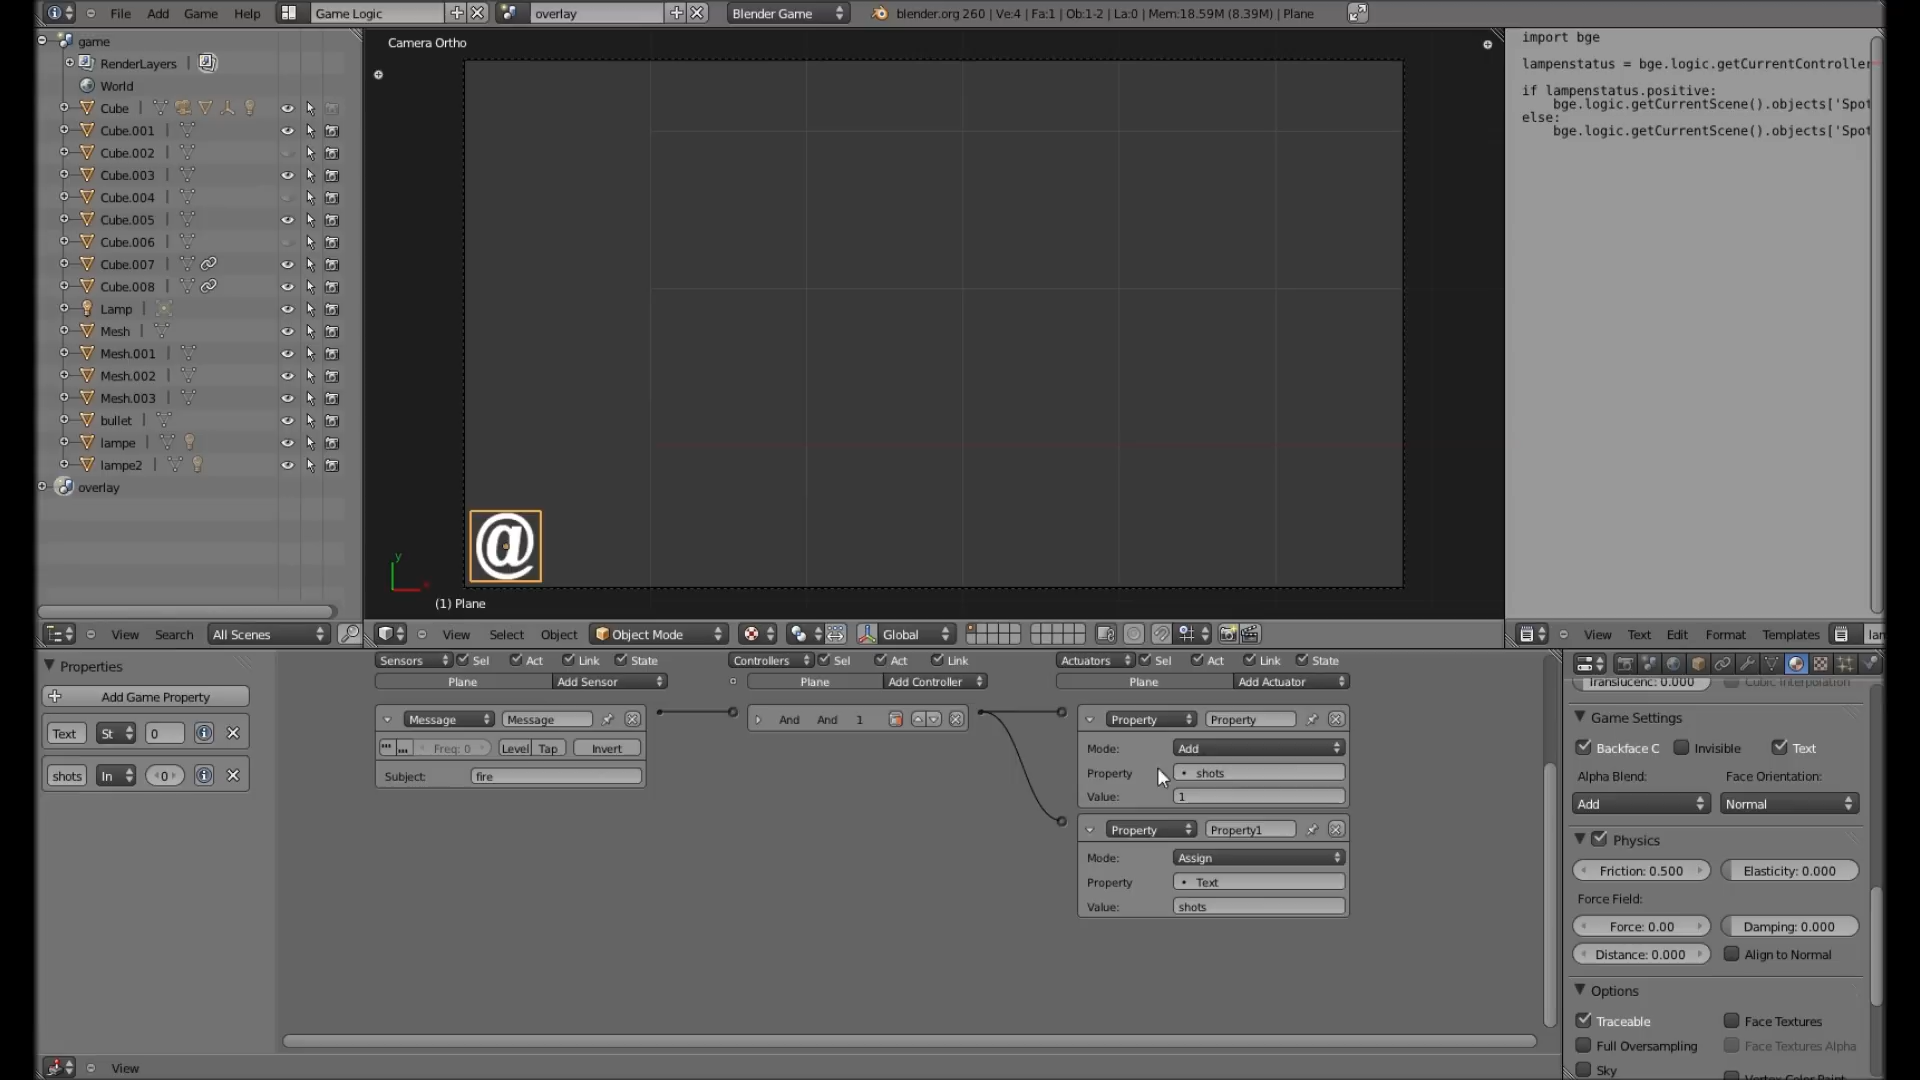 File Add Game Help Game Logic overlay Blender Game blender.org 260 | Ve:4 | Fa:1 | Ob:1-2 | La:0 | Mem:18.59M (8.39M) | Plane
game
RenderLayers |
World
Cube |
Cube.001
Cube.002
Cube.003
Cube.004
Cube.005
Cube.006
Cube.007
Cube.008
Lamp |
Mesh |
Mesh.001
Mesh.002
Mesh.003
bullet |
lampe |
lampe2 |
overlay
View Search All Scenes
Camera Ortho
@
y
(1) Plane
View Select Object Object Mode Global
import bge
lampenstatus = bge.logic.getCurrentController
if lampenstatus.positive:
bge.logic.getCurrentScene().objects['Spot
else:
bge.logic.getCurrentScene().objects['Spot
View Text Edit Format Templates lan
Properties
Add Game Property
Text St 0
shots In 0
Sensors Sel Act Link State
Plane Add Sensor
Message Message
Freq: 0 Level Tap Invert
Subject: fire
Controllers Sel Act Link
Plane Add Controller
And And 1
Actuators Sel Act Link State
Plane Add Actuator
Property Property
Mode: Add
Property shots
Value: 1
Property Property1
Mode: Assign
Property Text
Value: shots
Translucenc: 0.000 Cubic Interpolation
Game Settings
Backface C Invisible Text
Alpha Blend: Face Orientation:
Add Normal
Physics
Friction: 0.500 Elasticity: 0.000
Force Field:
Force: 0.00 Damping: 0.000
Distance: 0.000 Align to Normal
Options
Traceable Face Textures
Full Oversampling Face Textures Alpha
Sky Vertex Color Paint
View